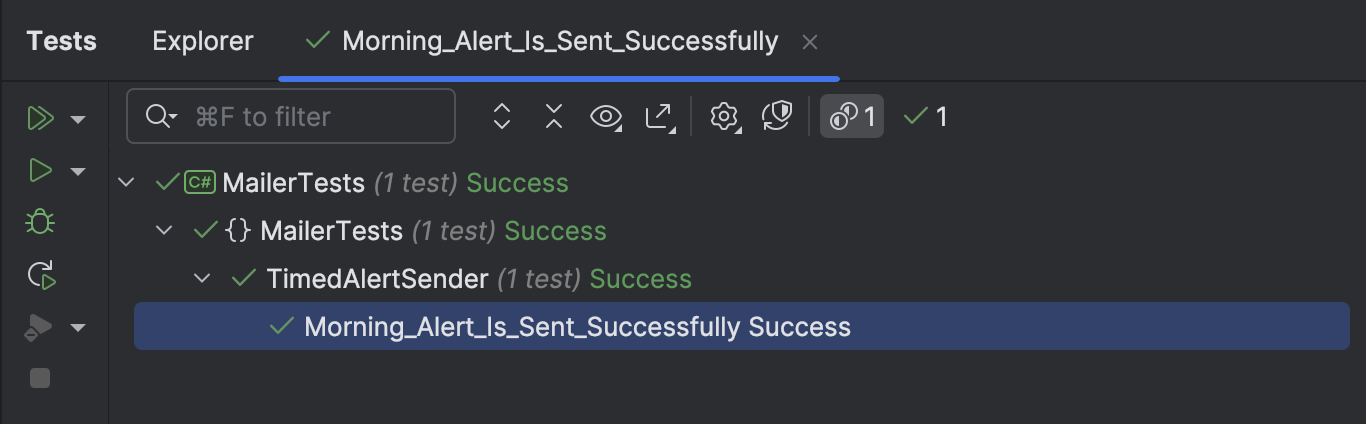 Tests Explorer Morning_Alert_Is_Sent_Successfully
⌘F to filter 1 1
C# MailerTests (1 test) Success
{} MailerTests (1 test) Success
TimedAlertSender (1 test) Success
Morning_Alert_Is_Sent_Successfully Success